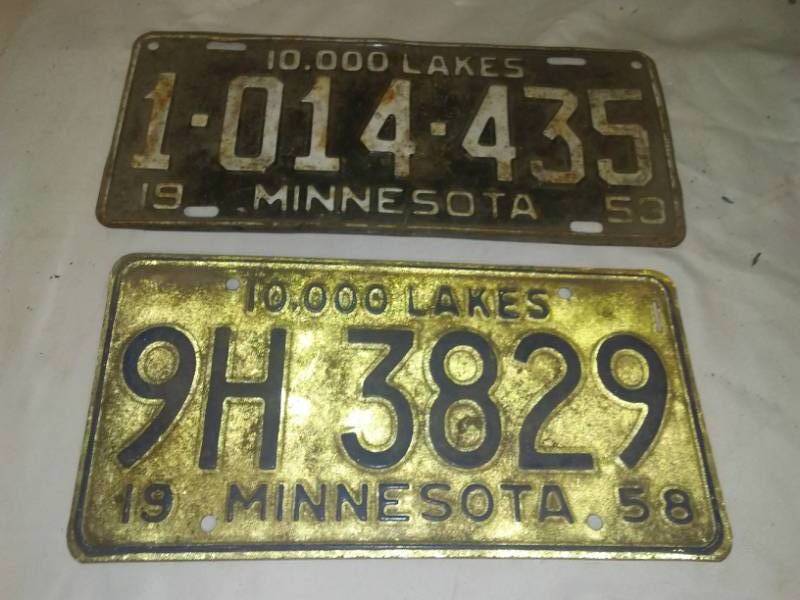 10.000 LAKES
1·014·435
19 MINNESOTA 53
10.000 LAKES
9H 3829
19 MINNESOTA 58